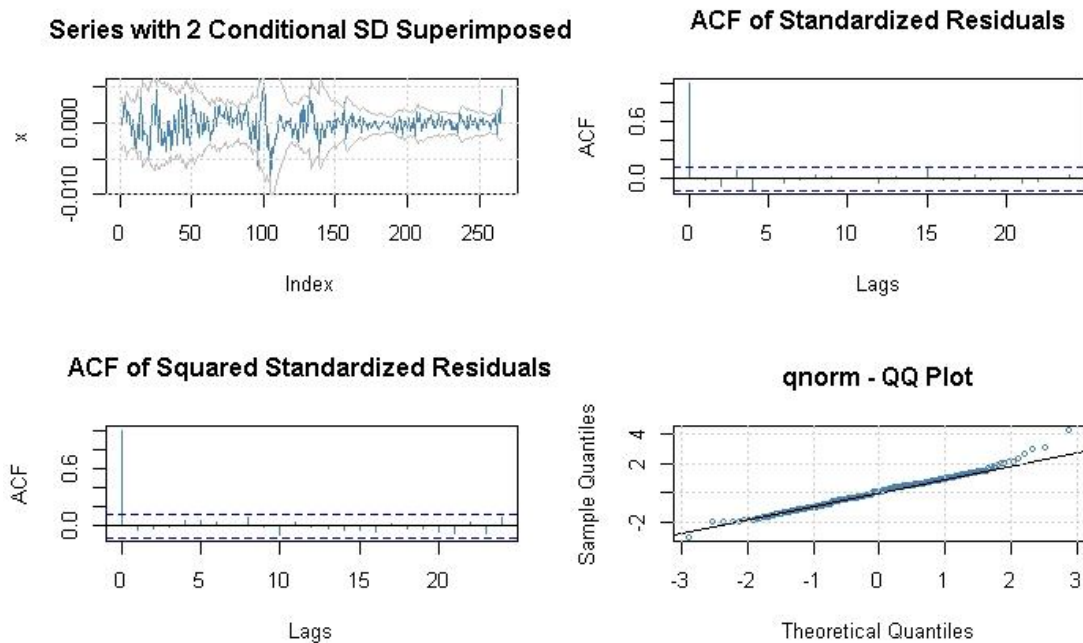 Series with 2 Conditional SD Superimposed
x
0.000
-0.010
0 50 100 150 200 250
Index
ACF of Standardized Residuals
ACF
0.6
0.0
0 5 10 15 20
Lags
ACF of Squared Standardized Residuals
ACF
0.6
0.0
0 5 10 15 20
Lags
qnorm - QQ Plot
Sample Quantiles
4
2
-2
-3 -2 -1 0 1 2 3
Theoretical Quantiles